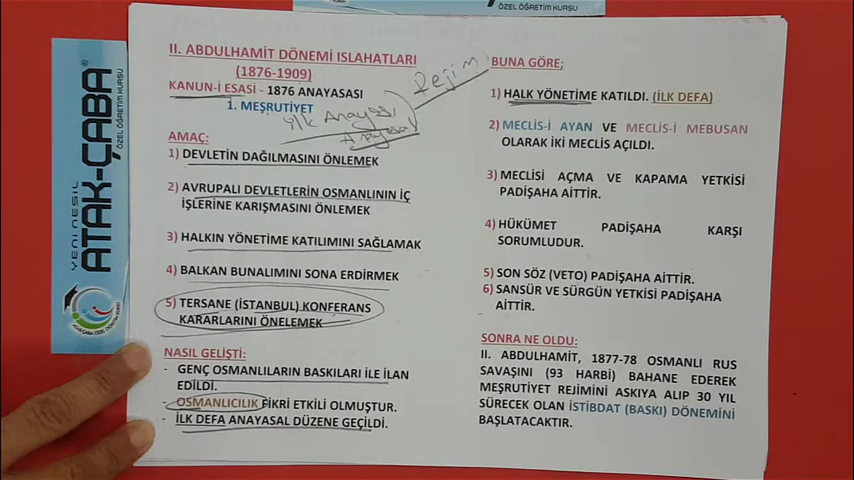 ÖZEL ÖĞRETİM KURSU
YENİ NESİL
ATAK-ÇABA
ÖZEL ÖĞRETİM KURSU
II. ABDULHAMİT DÖNEMİ ISLAHATLARI
(1876-1909)
KANUN-İ ESASİ - 1876 ANAYASASI
1. MEŞRUTİYET
Rejim
ilk Anayasa
AMAÇ:
1) DEVLETİN DAĞILMASINI ÖNLEMEK
2) AVRUPALI DEVLETLERİN OSMANLININ İÇ
İŞLERİNE KARIŞMASINI ÖNLEMEK
3) HALKIN YÖNETİME KATILIMINI SAĞLAMAK
4) BALKAN BUNALIMINI SONA ERDİRMEK
5) TERSANE (İSTANBUL) KONFERANS
KARARLARINI ÖNELEMEK
NASIL GELİŞTİ:
- GENÇ OSMANLILARIN BASKILARI İLE İLAN
EDİLDİ.
- OSMANLICILIK FİKRİ ETKİLİ OLMUŞTUR.
- İLK DEFA ANAYASAL DÜZENE GEÇİLDİ.
BUNA GÖRE;
1) HALK YÖNETİME KATILDI. (İLK DEFA)
2) MECLİS-İ AYAN VE MECLİS-İ MEBUSAN
OLARAK İKİ MECLİS AÇILDI.
3) MECLİSİ AÇMA VE KAPAMA YETKİSİ
PADİŞAHA AİTTİR.
4) HÜKÜMET PADİŞAHA KARŞI
SORUMLUDUR.
5) SON SÖZ (VETO) PADİŞAHA AİTTİR.
6) SANSÜR VE SÜRGÜN YETKİSİ PADİŞAHA
AİTTİR.
SONRA NE OLDU:
II. ABDULHAMİT, 1877-78 OSMANLI RUS
SAVAŞINI (93 HARBİ) BAHANE EDEREK
MEŞRUTİYET REJİMİNİ ASKIYA ALIP 30 YIL
SÜRECEK OLAN İSTİBDAT (BASKI) DÖNEMİNİ
BAŞLATACAKTIR.